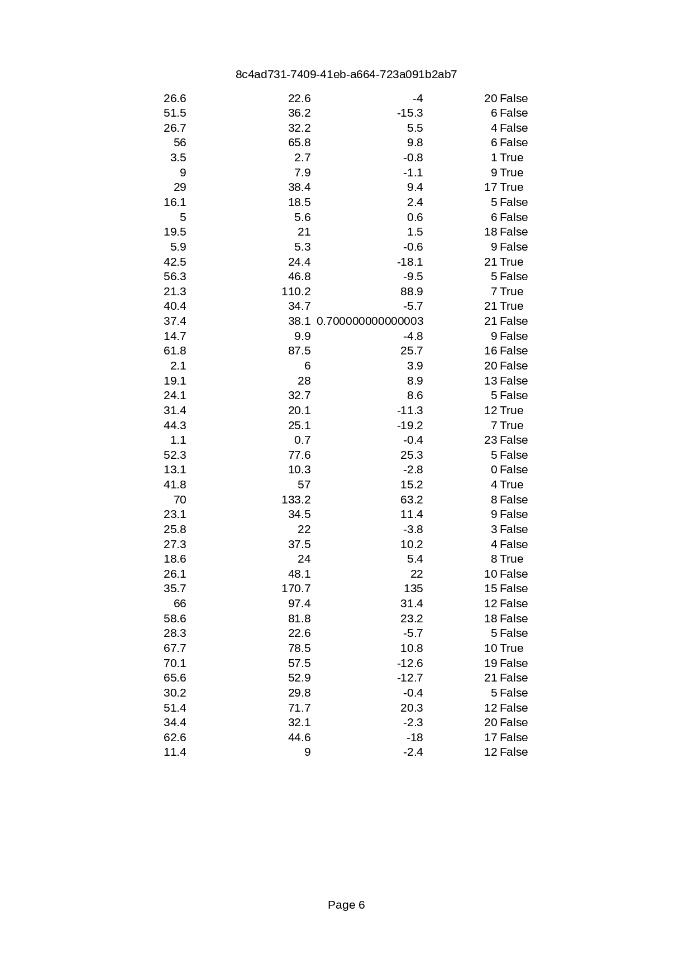 8c4ad731-7409-41eb-a664-723a091b2ab7
26.6 22.6 -4 20 False
51.5 36.2 -15.3 6 False
26.7 32.2 5.5 4 False
56 65.8 9.8 6 False
3.5 2.7 -0.8 1 True
9 7.9 -1.1 9 True
29 38.4 9.4 17 True
16.1 18.5 2.4 5 False
5 5.6 0.6 6 False
19.5 21 1.5 18 False
5.9 5.3 -0.6 9 False
42.5 24.4 -18.1 21 True
56.3 46.8 -9.5 5 False
21.3 110.2 88.9 7 True
40.4 34.7 -5.7 21 True
37.4 38.1 0.700000000000003 21 False
14.7 9.9 -4.8 9 False
61.8 87.5 25.7 16 False
2.1 6 3.9 20 False
19.1 28 8.9 13 False
24.1 32.7 8.6 5 False
31.4 20.1 -11.3 12 True
44.3 25.1 -19.2 7 True
1.1 0.7 -0.4 23 False
52.3 77.6 25.3 5 False
13.1 10.3 -2.8 0 False
41.8 57 15.2 4 True
70 133.2 63.2 8 False
23.1 34.5 11.4 9 False
25.8 22 -3.8 3 False
27.3 37.5 10.2 4 False
18.6 24 5.4 8 True
26.1 48.1 22 10 False
35.7 170.7 135 15 False
66 97.4 31.4 12 False
58.6 81.8 23.2 18 False
28.3 22.6 -5.7 5 False
67.7 78.5 10.8 10 True
70.1 57.5 -12.6 19 False
65.6 52.9 -12.7 21 False
30.2 29.8 -0.4 5 False
51.4 71.7 20.3 12 False
34.4 32.1 -2.3 20 False
62.6 44.6 -18 17 False
11.4 9 -2.4 12 False
Page 6